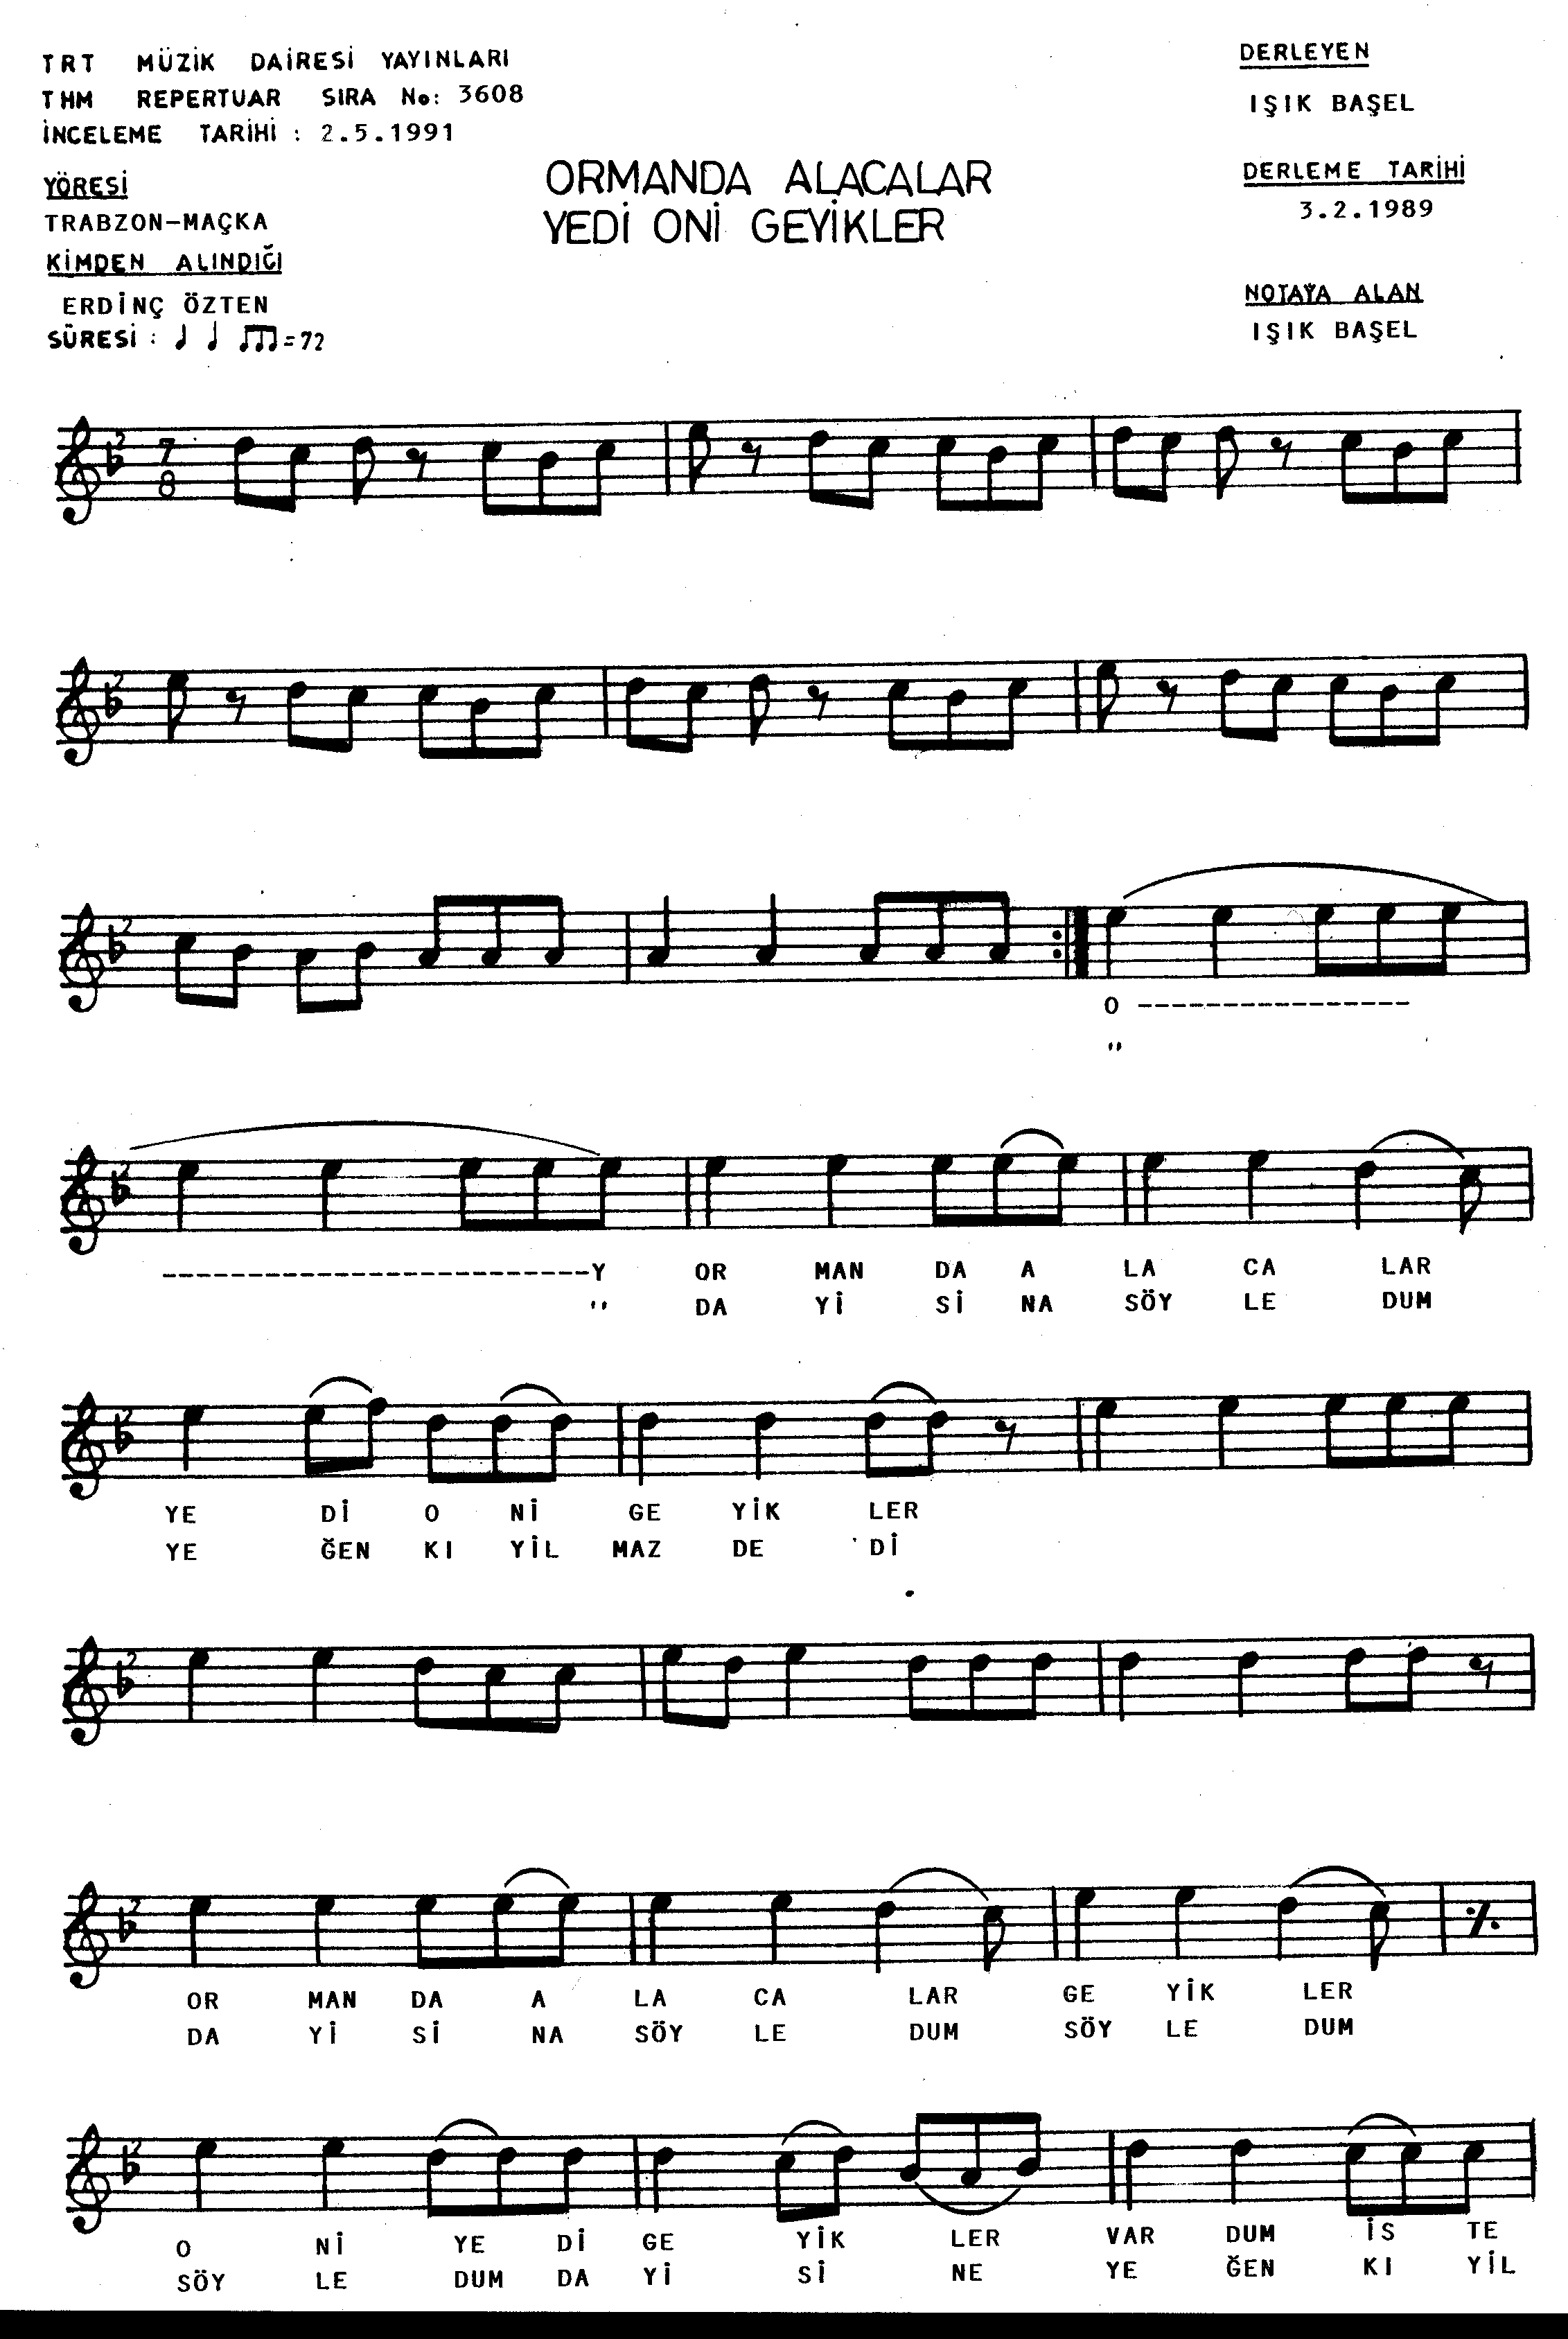 TRT MÜZİK DAİRESİ YAYINLARI
THM REPERTUAR SIRA No: 3608
İNCELEME TARİHİ : 2.5.1991
DERLEYEN
IŞIK BAŞEL
YÖRESİ
TRABZON-MAÇKA
KİMDEN ALINDIĞI
ERDİNÇ ÖZTEN
SÜRESİ : ♩ ♩ ♫♪=72
ORMANDA ALACALAR
YEDİ ONİ GEYİKLER
DERLEME TARİHİ
3.2.1989
NOTAYA ALAN
IŞIK BAŞEL
7
8
O ----------------
"
-------------------------Y OR MAN DA A LA CA LAR
" DA Yİ Sİ NA SÖY LE DUM
YE Dİ O Nİ GE YİK LER
YE ĞEN KI YİL MAZ DE Dİ
OR MAN DA A LA CA LAR GE YİK LER
DA Yİ Sİ NA SÖY LE DUM SÖY LE DUM
O Nİ YE Dİ GE YİK LER VAR DUM İS TE
SÖY LE DUM DA Yİ Sİ NE YE ĞEN KI YİL